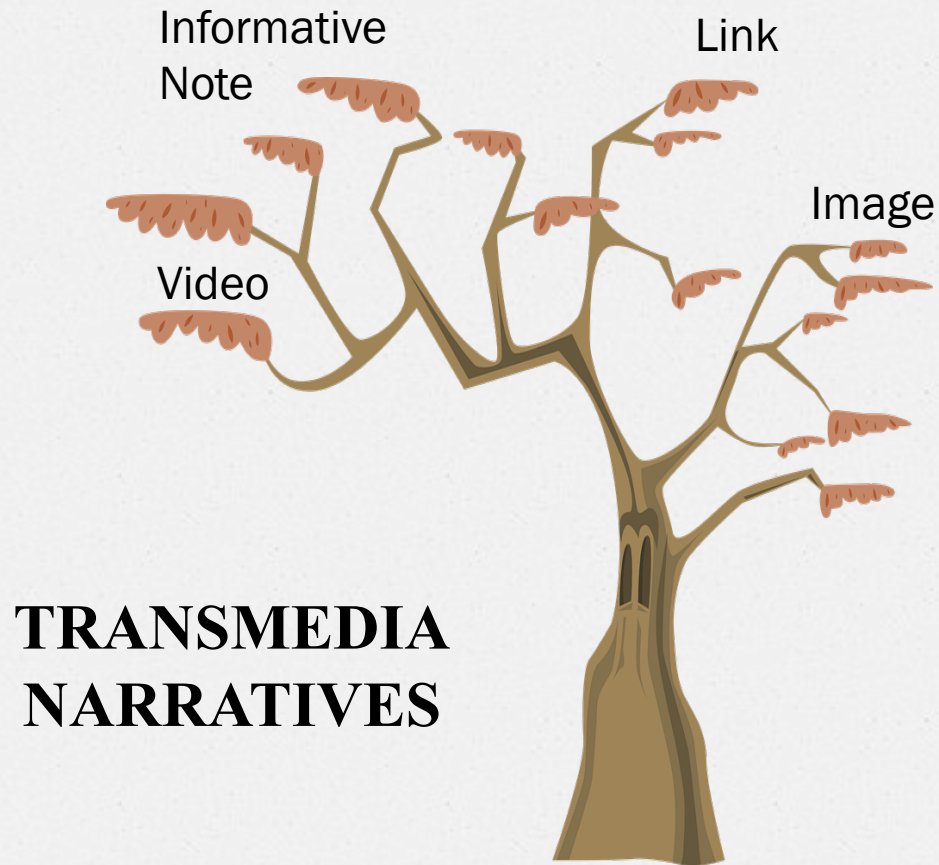 Informative
Note
Link
Image
Video
TRANSMEDIA
NARRATIVES